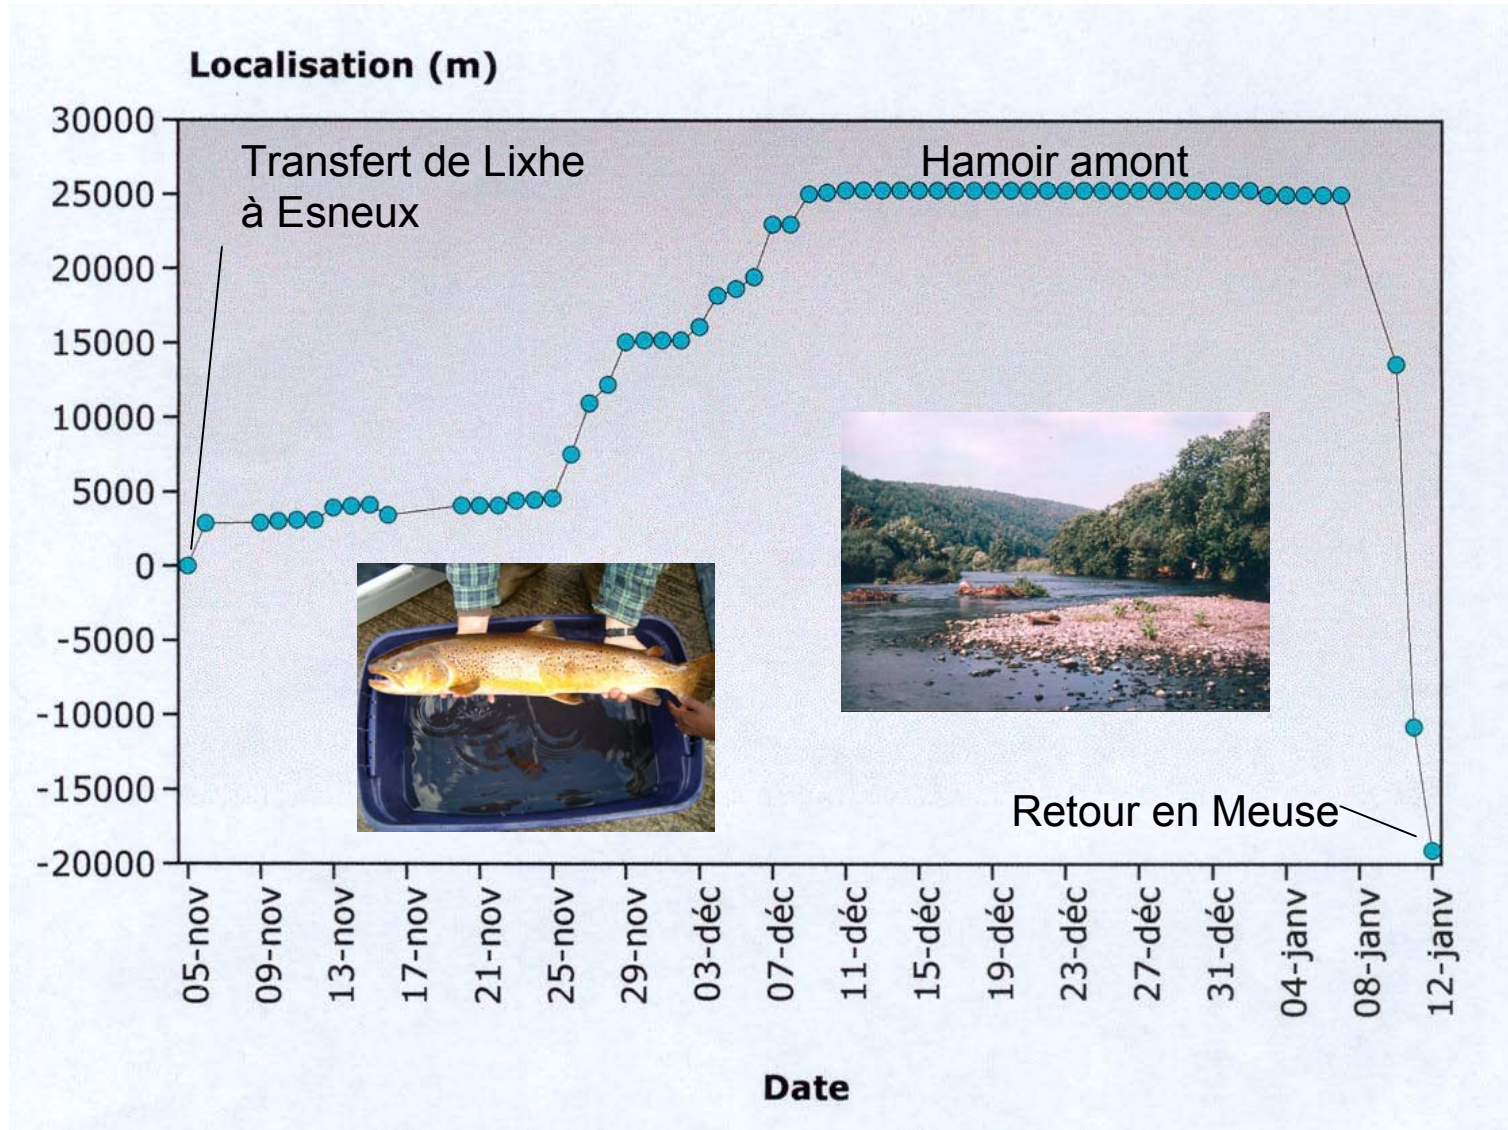 Localisation (m)
30000
25000
20000
15000
10000
5000
0
-5000
-10000
-15000
-20000
Transfert de Lixhe
à Esneux
Hamoir amont
Retour en Meuse
05-nov
09-nov
13-nov
17-nov
21-nov
25-nov
29-nov
03-déc
07-déc
11-déc
15-déc
19-déc
23-déc
27-déc
31-déc
04-janv
08-janv
12-janv
Date